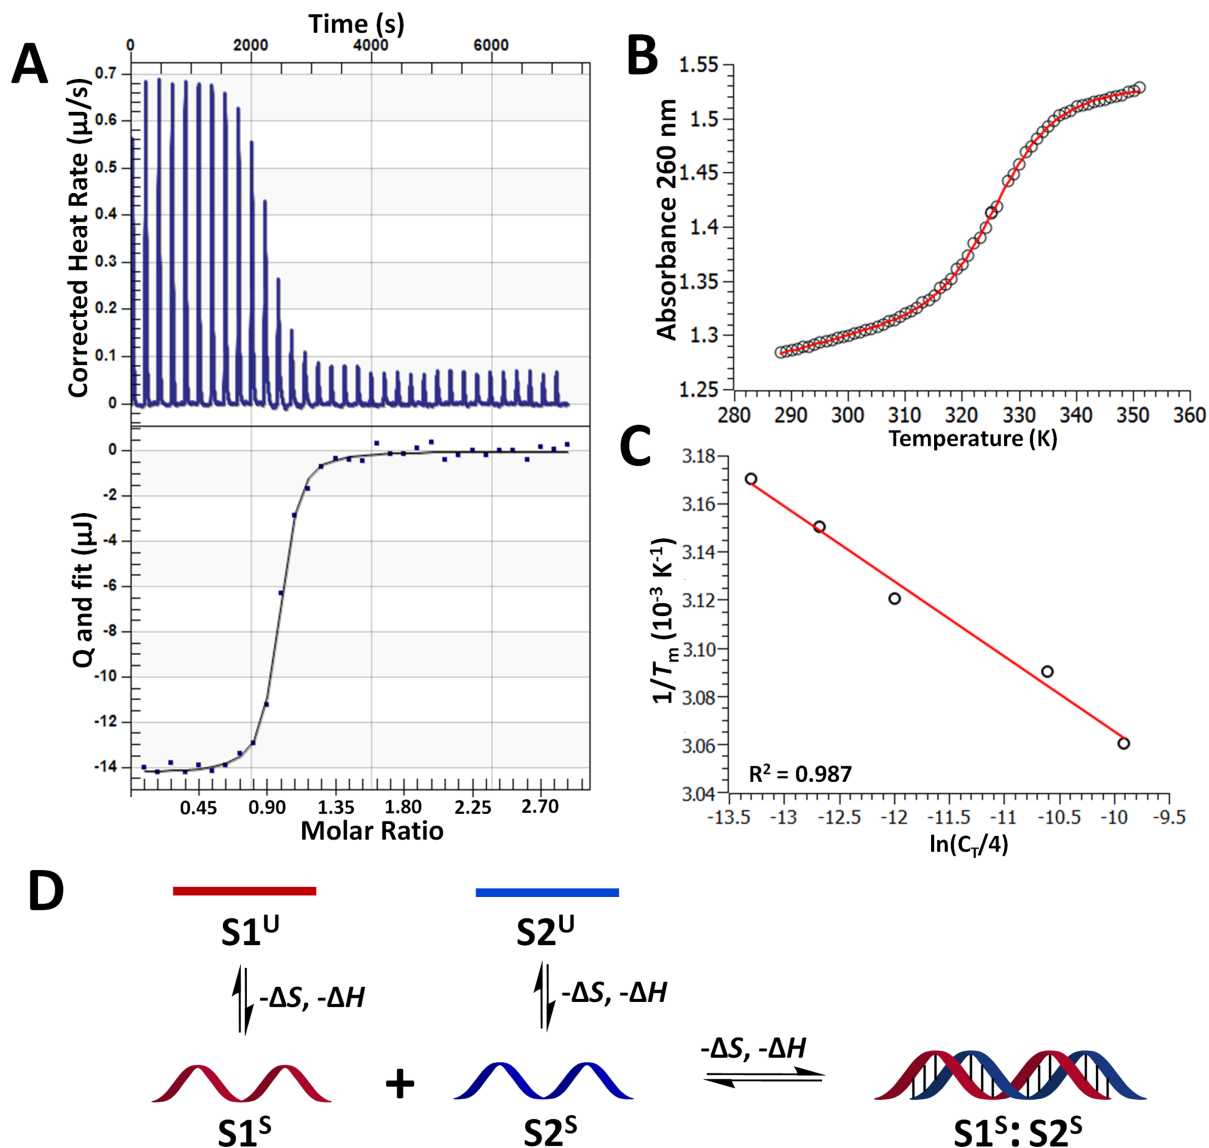 A
Time (s)
0 2000 4000 6000
Corrected Heat Rate (µJ/s)
0.7
0.6
0.5
0.4
0.3
0.2
0.1
0
Q and fit (µJ)
0
-2
-4
-6
-8
-10
-12
-14
0.45 0.90 1.35 1.80 2.25 2.70
Molar Ratio
B
Absorbance 260 nm
1.55
1.5
1.45
1.4
1.35
1.3
1.25
280 290 300 310 320 330 340 350 360
Temperature (K)
C
1/Tm (10-3 K-1)
3.18
3.16
3.14
3.12
3.10
3.08
3.06
3.04
R2 = 0.987
-13.5 -13 -12.5 -12 -11.5 -11 -10.5 -10 -9.5
ln(CT/4)
D
S1U S2U
-ΔS, -ΔH -ΔS, -ΔH
-ΔS, -ΔH
+
S1S S2S S1S: S2S